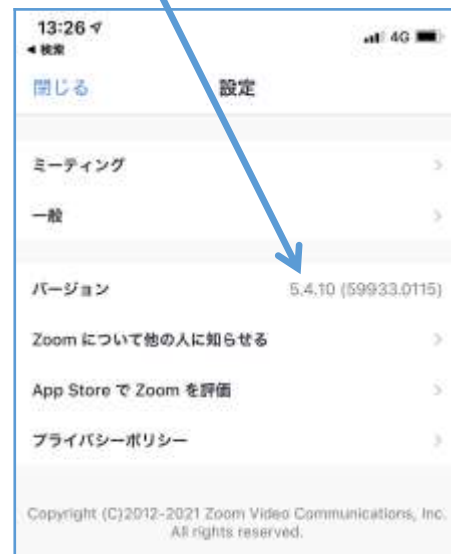 13:26
4G
◀ 検索
閉じる 設定
ミーティング
一般
バージョン 5.4.10 (59933.0115)
Zoom について他の人に知らせる
App Store で Zoom を評価
プライバシーポリシー
Copyright (C)2012-2021 Zoom Video Communications, Inc.
All rights reserved.